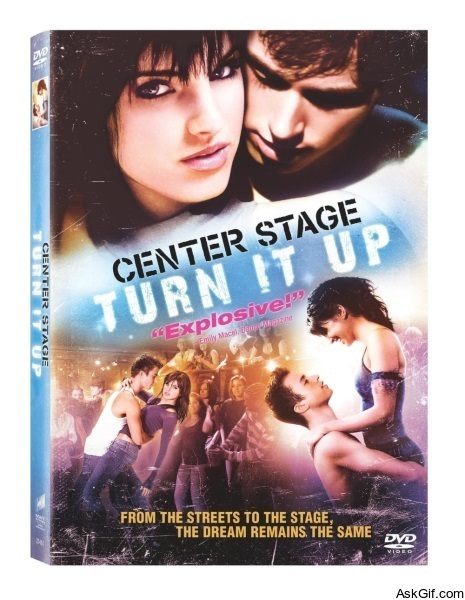 DVD
VIDEO
CENTER STAGE
TURN IT UP
CENTER STAGE
TURN IT UP
"Explosive!"
FROM THE STREETS TO THE STAGE,
THE DREAM REMAINS THE SAME
DVD
VIDEO
AskGif.com